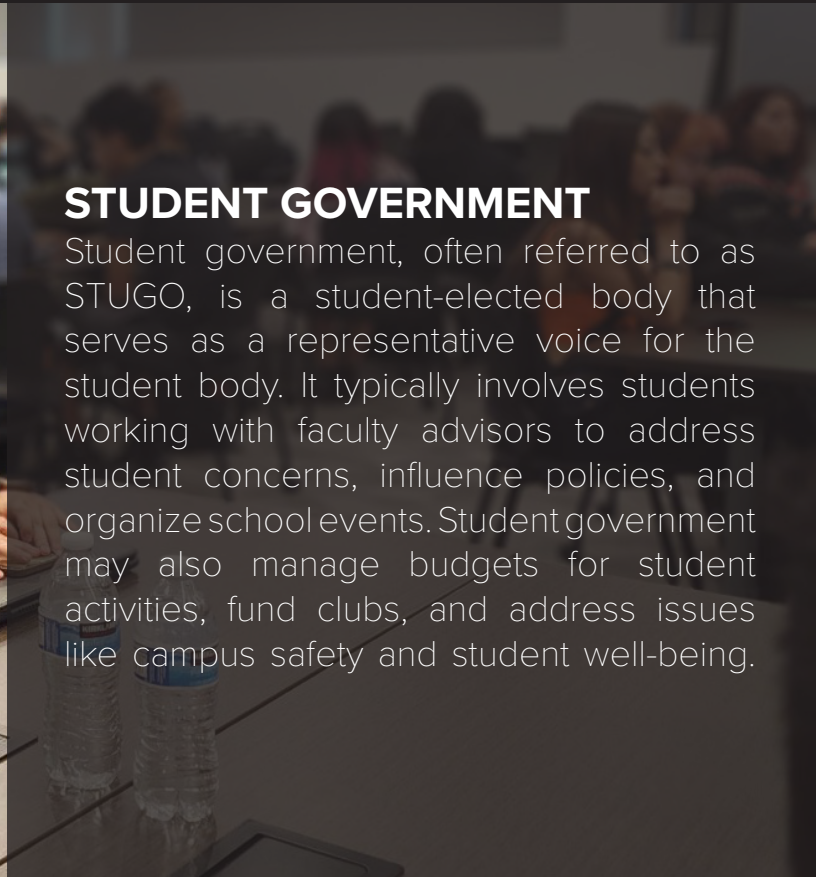 STUDENT GOVERNMENT
Student government, often referred to as
STUGO, is a student-elected body that
serves as a representative voice for the
student body. It typically involves students
working with faculty advisors to address
student concerns, influence policies, and
organize school events. Student government
may also manage budgets for student
activities, fund clubs, and address issues
like campus safety and student well-being.